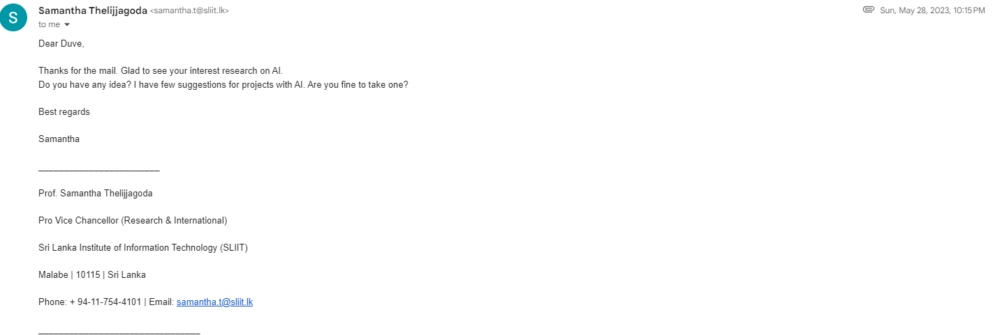 S
Samantha Thelijjagoda <samantha.t@sliit.lk>
Sun, May 28, 2023, 10:15 PM
to me
Dear Duve,
Thanks for the mail. Glad to see your interest research on AI.
Do you have any idea? I have few suggestions for projects with AI. Are you fine to take one?
Best regards
Samantha
________________________
Prof. Samantha Thelijjagoda
Pro Vice Chancellor (Research & International)
Sri Lanka Institute of Information Technology (SLIIT)
Malabe | 10115 | Sri Lanka
Phone: + 94-11-754-4101 | Email: samantha.t@sliit.lk
________________________________